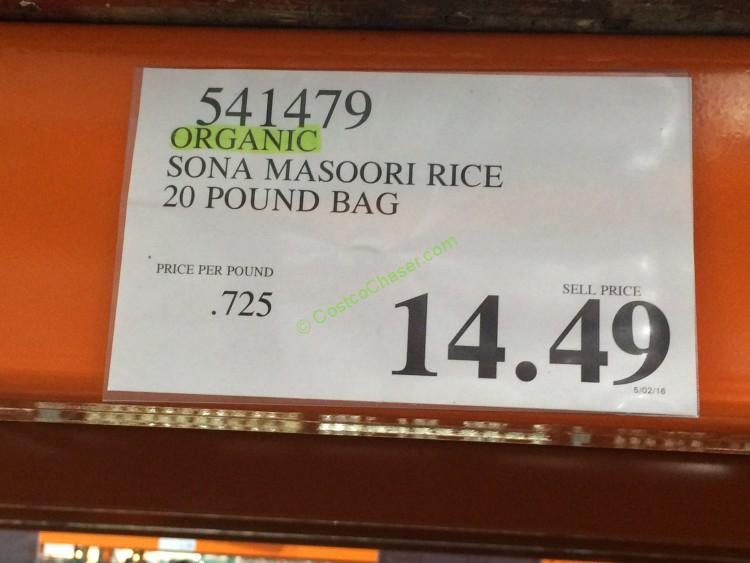 541479
ORGANIC
SONA MASOORI RICE
20 POUND BAG
PRICE PER POUND
.725
SELL PRICE
14.49
5/02/16
© CostcoChaser.com